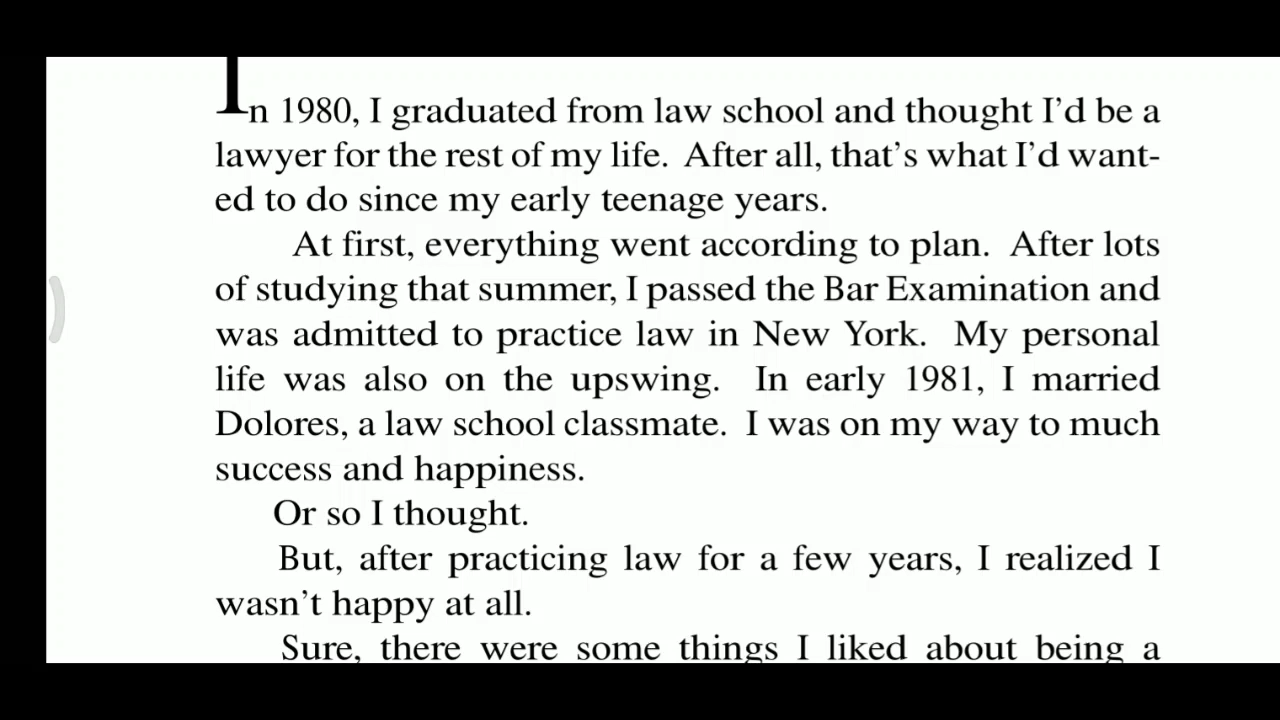 In 1980, I graduated from law school and thought I’d be a
lawyer for the rest of my life. After all, that’s what I’d want-
ed to do since my early teenage years.
At first, everything went according to plan. After lots
of studying that summer, I passed the Bar Examination and
was admitted to practice law in New York. My personal
life was also on the upswing. In early 1981, I married
Dolores, a law school classmate. I was on my way to much
success and happiness.
Or so I thought.
But, after practicing law for a few years, I realized I
wasn’t happy at all.
Sure, there were some things I liked about being a